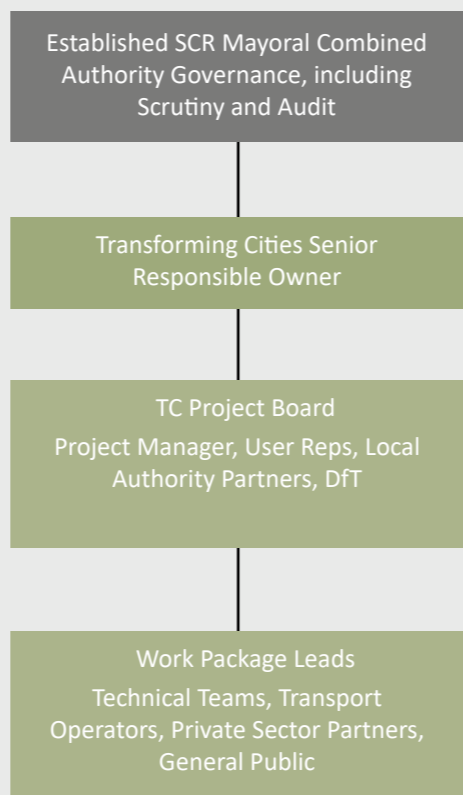 Established SCR Mayoral Combined
Authority Governance, including
Scrutiny and Audit
Transforming Cities Senior
Responsible Owner
TC Project Board
Project Manager, User Reps, Local
Authority Partners, DfT
Work Package Leads
Technical Teams, Transport
Operators, Private Sector Partners,
General Public